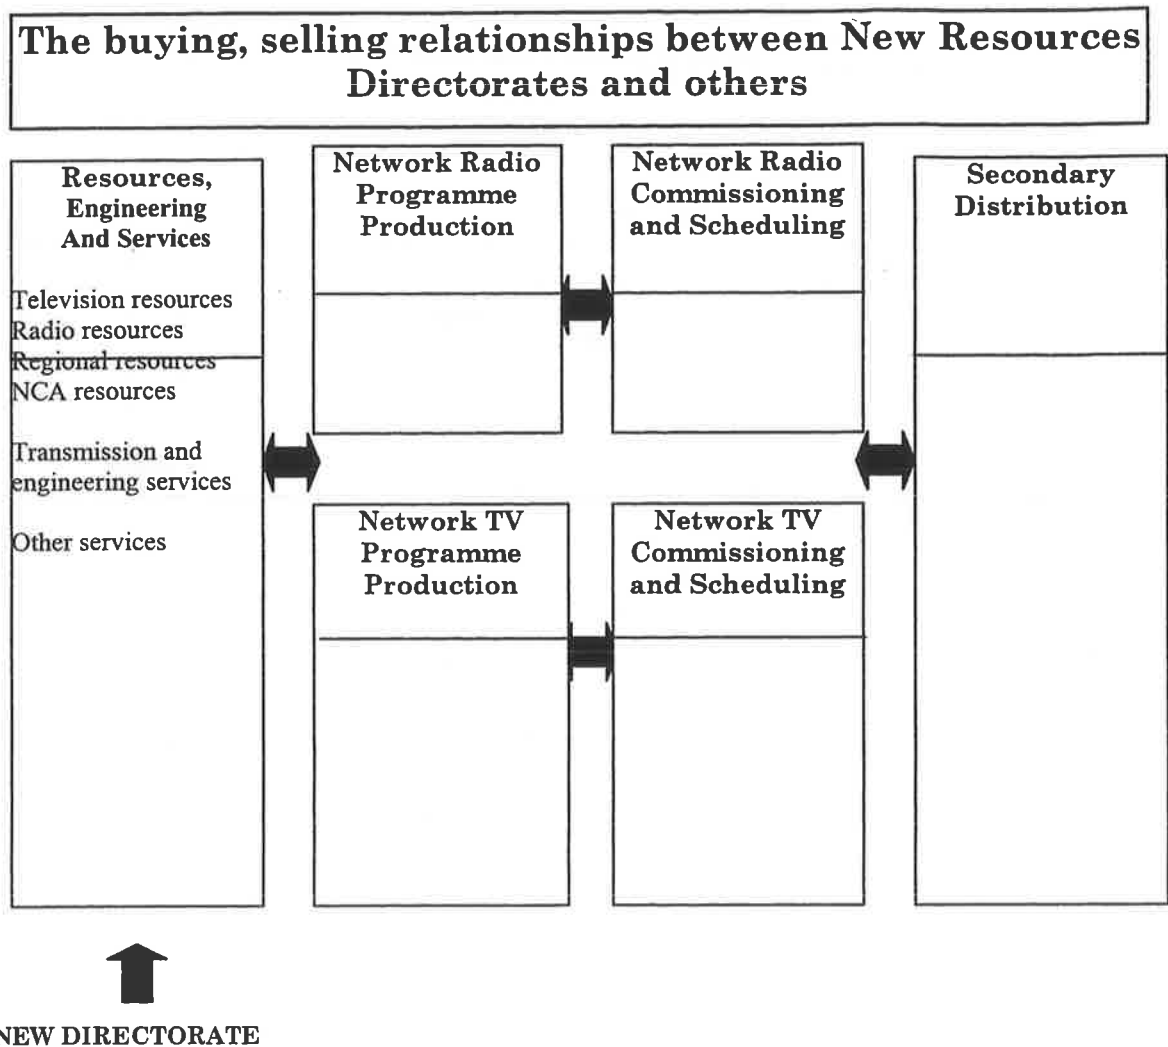 The buying, selling relationships between New Resources
Directorates and others
Resources,
Engineering
And Services
Television resources
Radio resources
Regional resources
NCA resources
Transmission and
engineering services
Other services
Network Radio
Programme
Production
Network Radio
Commissioning
and Scheduling
Network TV
Programme
Production
Network TV
Commissioning
and Scheduling
Secondary
Distribution
NEW DIRECTORATE